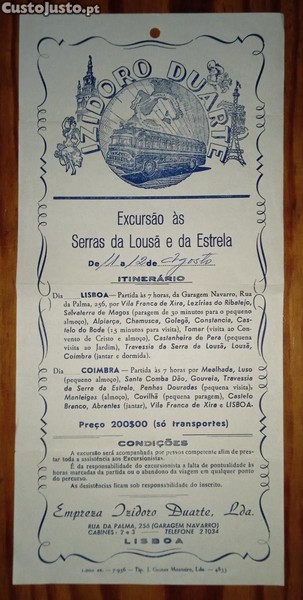 CustoJusto.pt
IZIDORO DUARTE
Excursão às
Serras da Lousã e da Estrela
De 11 a 12 de Agosto
ITINERÁRIO
Dia LISBOA—Partida às 7 horas, da Garagem Navarro, Rua
da Palma, 256, por Vila Franca de Xira, Lezírias do Ribatejo,
Salvaterra de Magos (paragem de 30 minutos para o pequeno
almoço), Alpiarça, Chamusca, Golegã, Constancia, Cas-
telo do Bode (15 minutos para visita), Tomar (visita ao Con-
vento de Cristo e almoço), Castanheira de Pera (pequena
visita ao Jardim), Travessia da Serra da Lousã, Lousã,
Coimbra (jantar e dormida).
Dia COIMBRA — Partida às 7 horas por Mealhada, Luso
(pequeno almoço), Santa Comba Dão, Gouveia, Travessia
da Serra da Estrela, Penhas Douradas (pequena visita),
Manteigas (almoço), Covilhã (pequena paragem), Castelo
Branco, Abrantes (jantar), Vila Franca de Xira e LISBOA.
Preço 200$00 (só transportes)
CONDIÇÕES
A excursão será acompanhada por pessoa competente afim de pres-
tar toda a assistência aos Excursionistas.
É da responsabilidade do excursionista a falta de pontualidade às
horas marcadas da partida ou o abandono da viagem em qualquer ponto
do percurso.
As desistências ficam sob responsabilidade do inscrito.
Empreza Izidoro Duarte, Lda.
RUA DA PALMA, 256 (GARAGEM NAVARRO)
CABINES - 2 e 3 — TELEFONE 2 1034
LISBOA